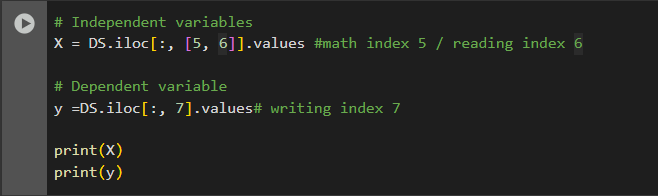 # Independent variables
X = DS.iloc[:, [5, 6]].values #math index 5 / reading index 6
# Dependent variable
y =DS.iloc[:, 7].values# writing index 7
print(X)
print(y)